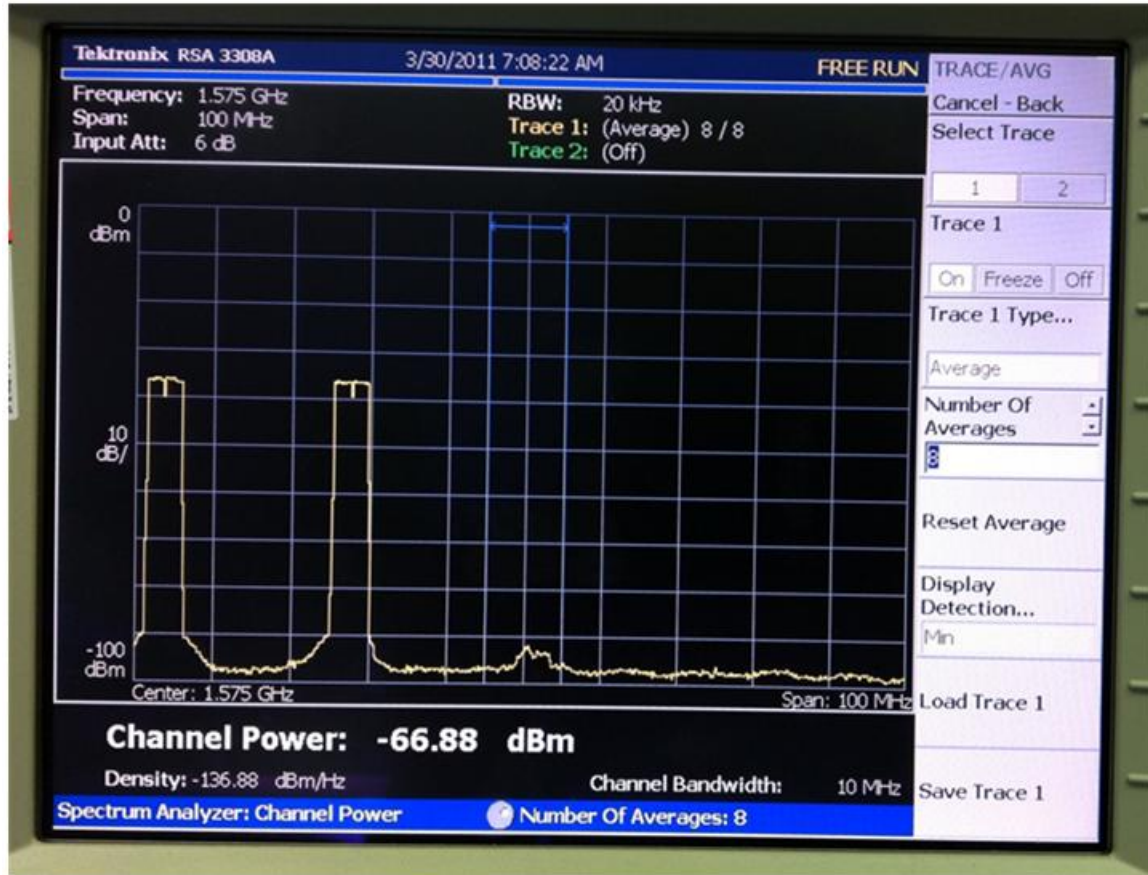 Tektronix RSA 3308A 3/30/2011 7:08:22 AM FREE RUN
Frequency: 1.575 GHz
Span: 100 MHz
Input Att: 6 dB
RBW: 20 kHz
Trace 1: (Average) 8 / 8
Trace 2: (Off)
0
dBm
10
dB/
-100
dBm
Center: 1.575 GHz Span: 100 MHz
Channel Power: -66.88 dBm
Density: -136.88 dBm/Hz Channel Bandwidth: 10 MHz
Spectrum Analyzer: Channel Power Number Of Averages: 8
TRACE/AVG
Cancel - Back
Select Trace
1 2
Trace 1
On Freeze Off
Trace 1 Type...
Average
Number Of
Averages
8
Reset Average
Display
Detection...
Min
Load Trace 1
Save Trace 1